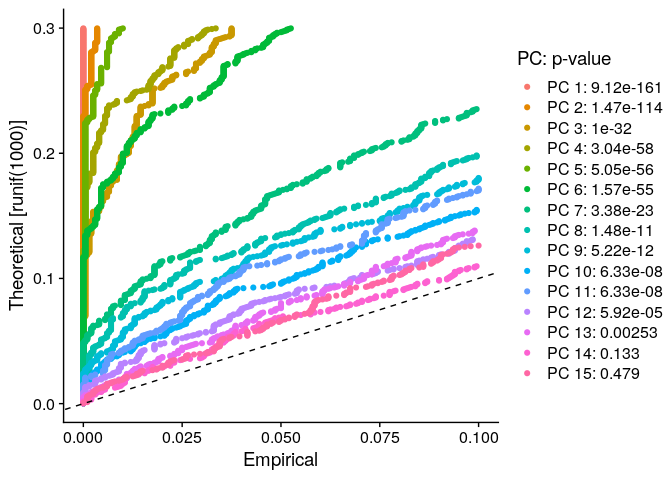 0.3
0.2
0.1
0.0
Theoretical [runif(1000)]
0.000
0.025
0.050
0.075
0.100
Empirical
PC: p-value
PC 1: 9.12e-161
PC 2: 1.47e-114
PC 3: 1e-32
PC 4: 3.04e-58
PC 5: 5.05e-56
PC 6: 1.57e-55
PC 7: 3.38e-23
PC 8: 1.48e-11
PC 9: 5.22e-12
PC 10: 6.33e-08
PC 11: 6.33e-08
PC 12: 5.92e-05
PC 13: 0.00253
PC 14: 0.133
PC 15: 0.479